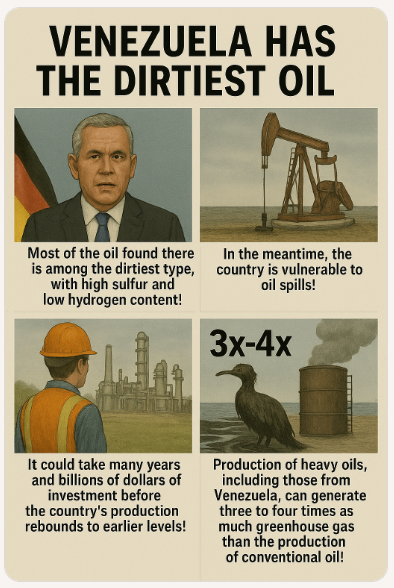 VENEZUELA HAS
THE DIRTIEST OIL
Most of the oil found there
is among the dirtiest type,
with high sulfur and
low hydrogen content!
In the meantime, the
country is vulnerable to
oil spills!
It could take many years
and billions of dollars of
investment before
the country's production
rebounds to earlier levels!
3x-4x
Production of heavy oils,
including those from
Venezuela, can generate
three to four times as
much greenhouse gas
than the production
of conventional oil!